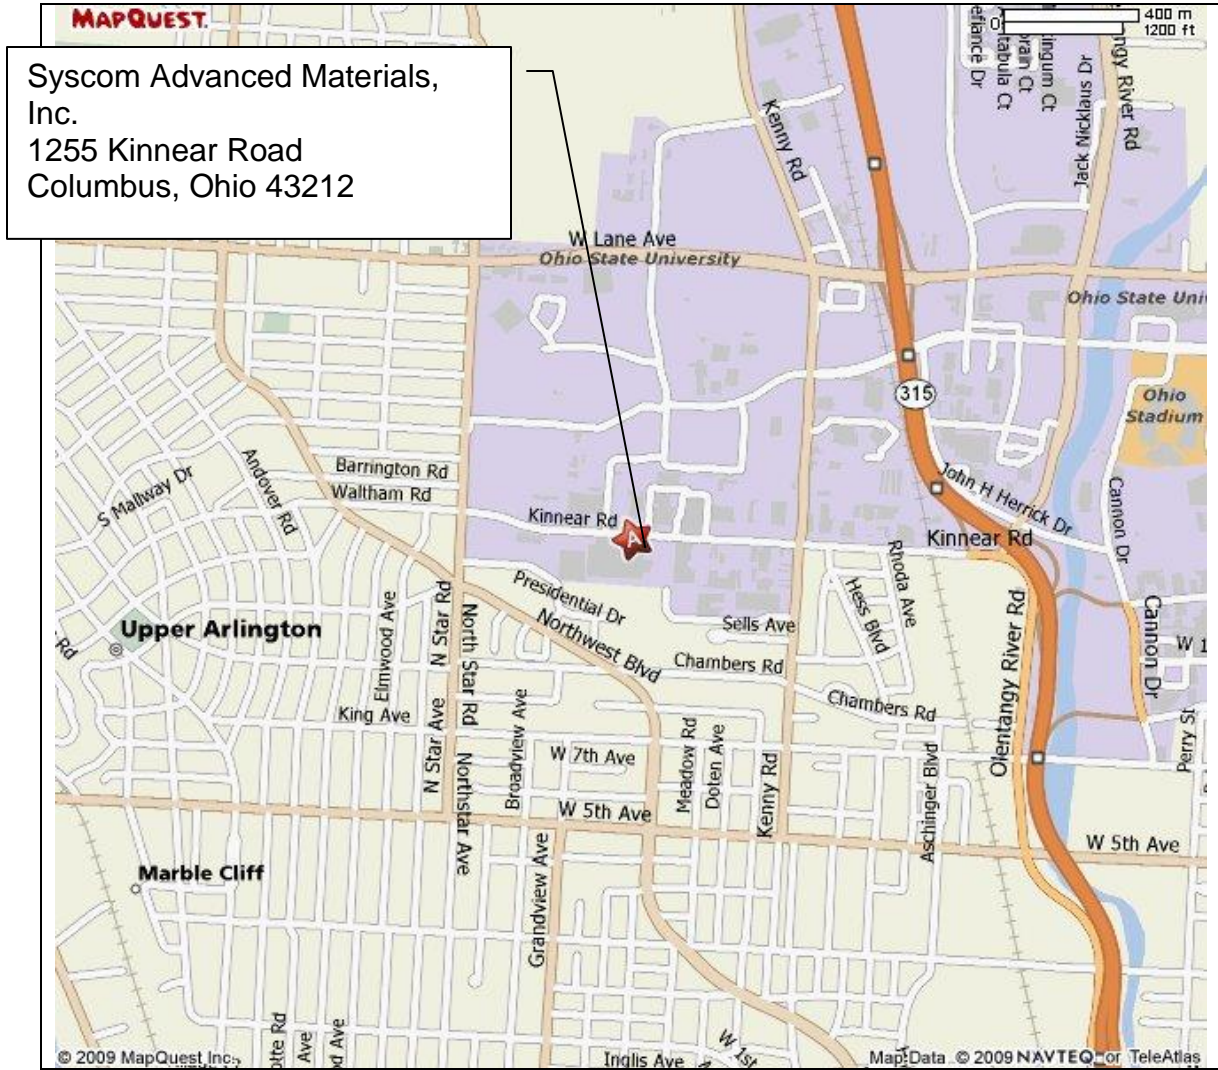 MAPQUEST.
400 m
0
1200 ft
Syscom Advanced Materials,
Inc.
1255 Kinnear Road
Columbus, Ohio 43212
Kenny Rd
Jack Nicklaus Dr
W Lane Ave
Ohio State University
Ohio State Uni
315
Ohio
Stadium
Barrington Rd
Waltham Rd
S Mallway Dr
Andover Rd
John H Herrick Dr
Cannon Dr
Kinnear Rd
A
Kinnear Rd
Rhoda Ave
Hess Blvd
Presidential Dr
Northwest Blvd
Sells Ave
Elmwood Ave
N Star Rd
North Star Rd
Upper Arlington
Rd
Chambers Rd
Chambers Rd
Olentangy River Rd
Cannon Dr
W 1
King Ave
N Star Ave
Broadview Ave
Meadow Rd
Doten Ave
Perry St
W 7th Ave
Northstar Ave
Kenny Rd
Aschinger Blvd
W 5th Ave
W 5th Ave
Marble Cliff
Grandview Ave
W 1st
Inglis Ave
© 2009 MapQuest Inc.
Map Data © 2009 NAVTEQ or TeleAtlas